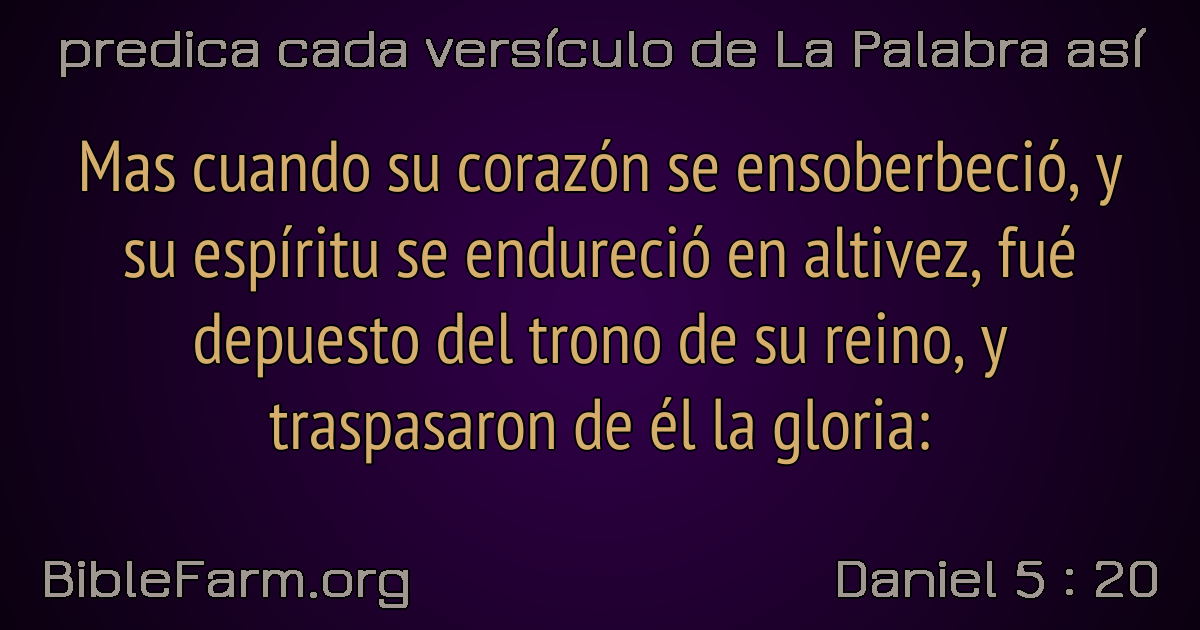 predica cada versículo de La Palabra así
Mas cuando su corazón se ensoberbeció, y
su espíritu se endureció en altivez, fué
depuesto del trono de su reino, y
traspasaron de él la gloria:
BibleFarm.org
Daniel 5 : 20